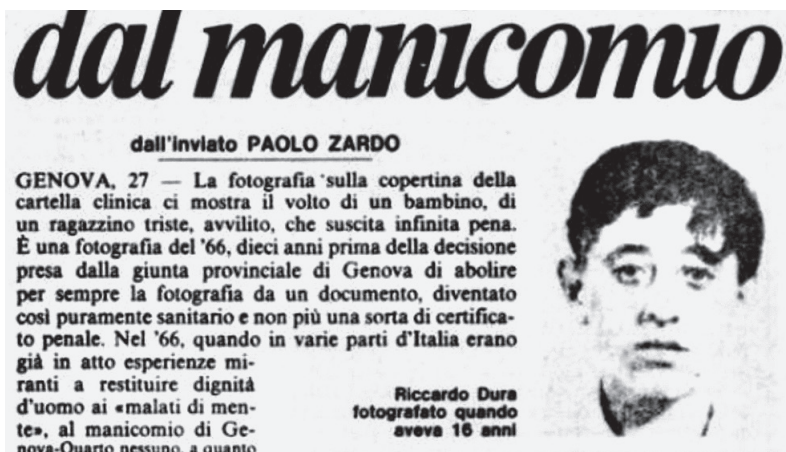 dal manicomio
dall'inviato PAOLO ZARDO
GENOVA, 27 — La fotografia sulla copertina della
cartella clinica ci mostra il volto di un bambino, di
un ragazzino triste, avvilito, che suscita infinita pena.
È una fotografia del '66, dieci anni prima della decisione
presa dalla giunta provinciale di Genova di abolire
per sempre la fotografia da un documento, diventato
così puramente sanitario e non più una sorta di certifica-
to penale. Nel '66, quando in varie parti d'Italia erano
già in atto esperienze mi-
ranti a restituire dignità
d'uomo ai «malati di men-
te», al manicomio di Ge-
nova-Quarto nessuno, a quanto
Riccardo Dura
fotografato quando
aveva 16 anni